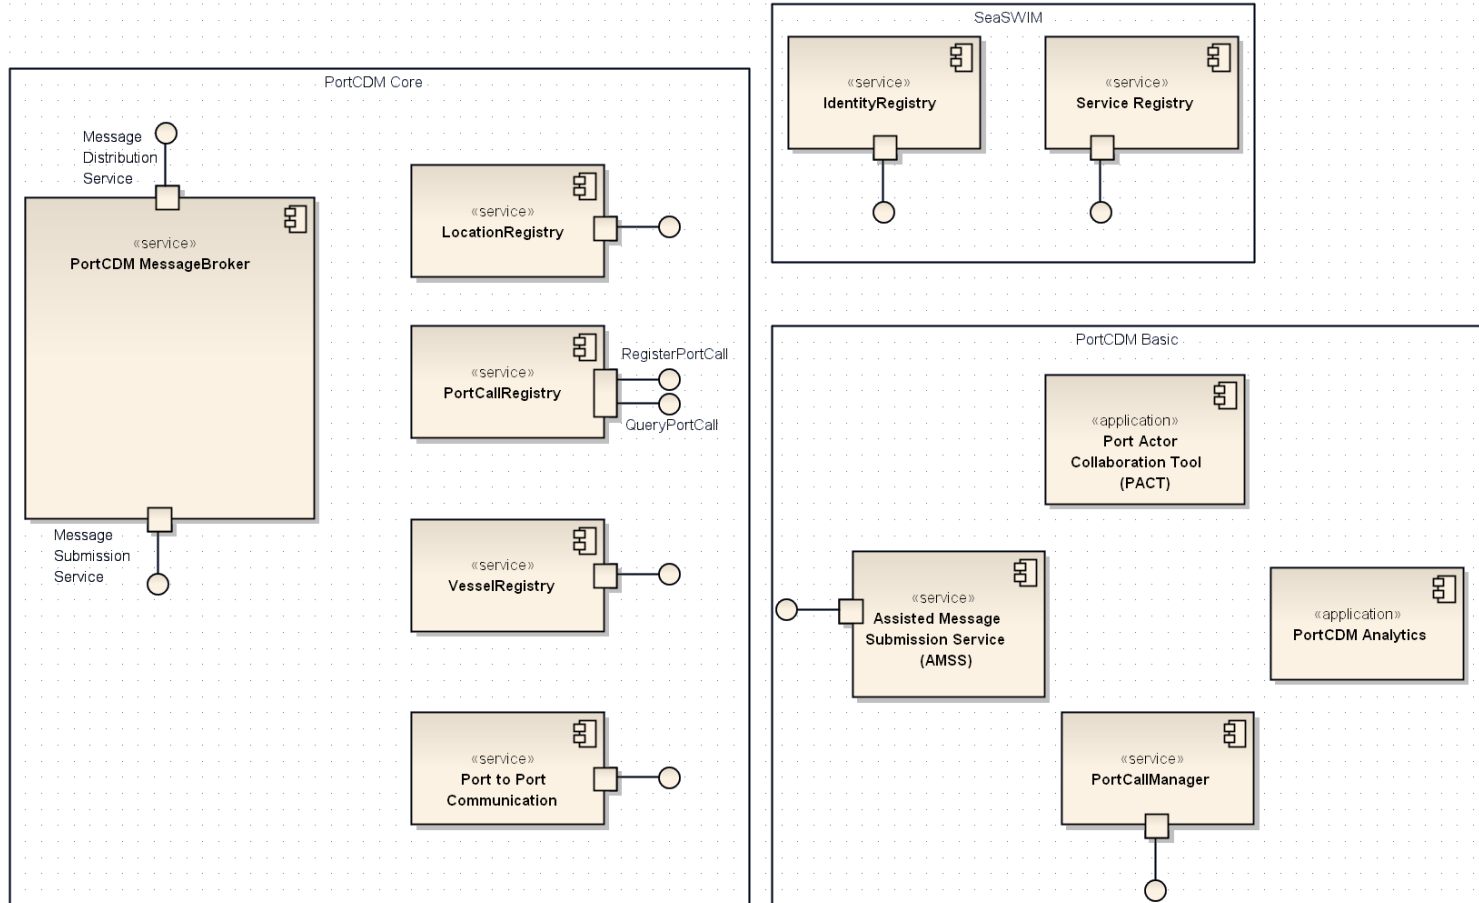 SeaSWIM
«service»
IdentityRegistry
«service»
Service Registry
PortCDM Core
Message
Distribution
Service
«service»
PortCDM MessageBroker
Message
Submission
Service
«service»
LocationRegistry
«service»
PortCallRegistry
RegisterPortCall
QueryPortCall
«service»
VesselRegistry
«service»
Port to Port
Communication
PortCDM Basic
«application»
Port Actor
Collaboration Tool
(PACT)
«service»
Assisted Message
Submission Service
(AMSS)
«application»
PortCDM Analytics
«service»
PortCallManager